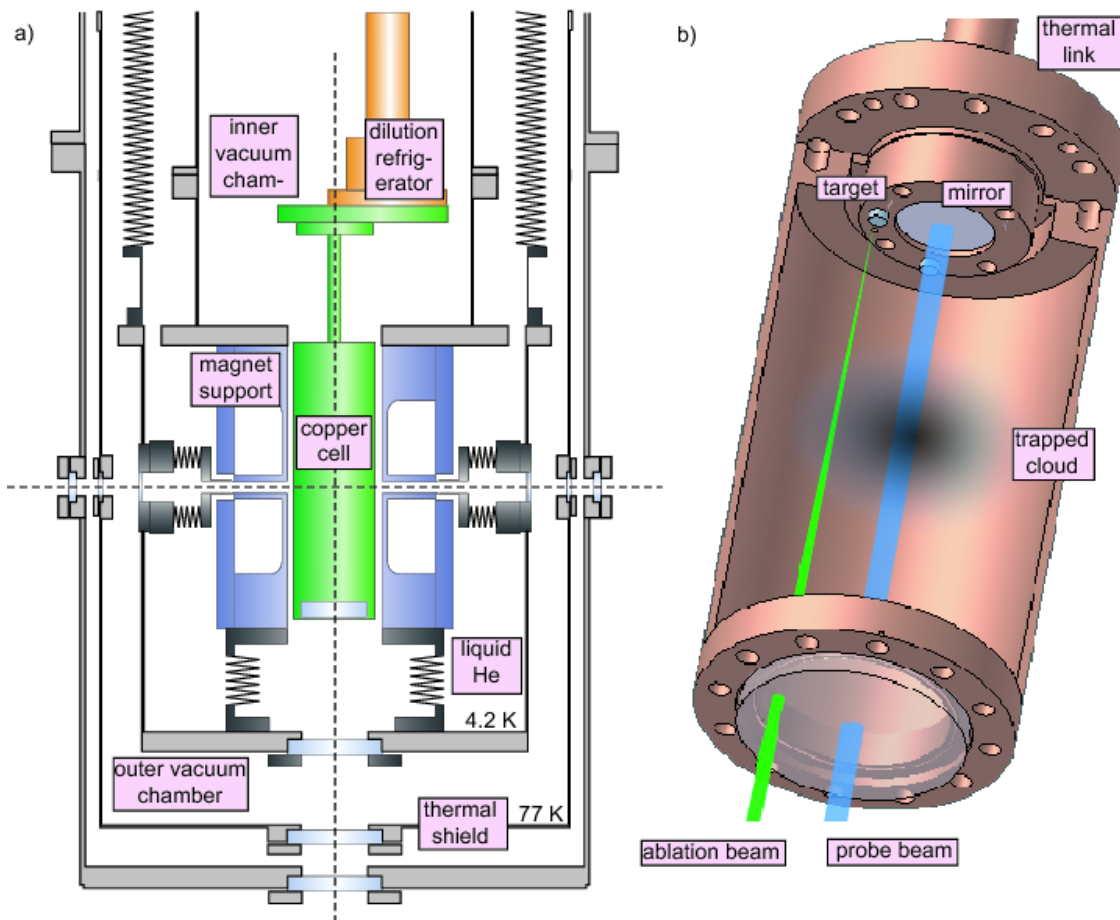 a)
inner
vacuum
cham-
dilution
refrig-
erator
magnet
support
copper
cell
liquid
He
4.2 K
outer vacuum
chamber
thermal
shield
77 K
b)
thermal
link
target
mirror
trapped
cloud
ablation beam
probe beam